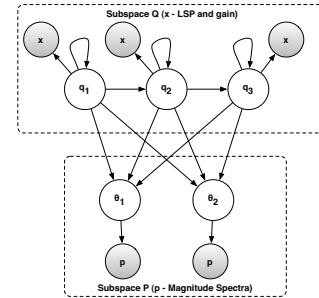 Subspace Q (x - LSP and gain)
x x x
q1 q2 q3
θ1 θ2
p p
Subspace P (p - Magnitude Spectra)